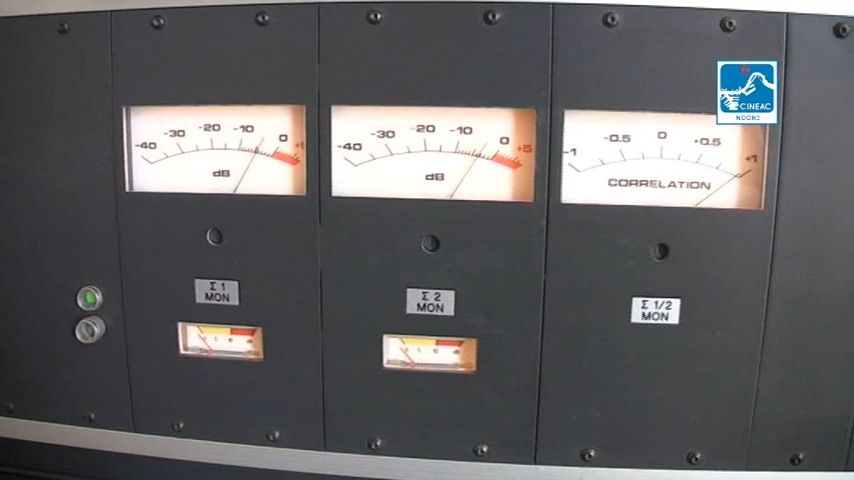 CINEAC
NOORD
-40 -30 -20 -10 0
dB
-40 -30 -20 -10 0 +5
dB
-1 -0.5 0 +0.5 +1
CORRELATION
Σ 1
MON
Σ 2
MON
Σ 1/2
MON